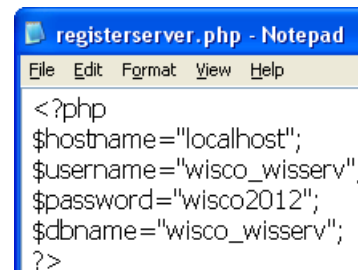 registerserver.php - Notepad
File Edit Format View Help
<?php
$hostname="localhost";
$username="wisco_wisserv";
$password="wisco2012";
$dbname="wisco_wisserv";
?>